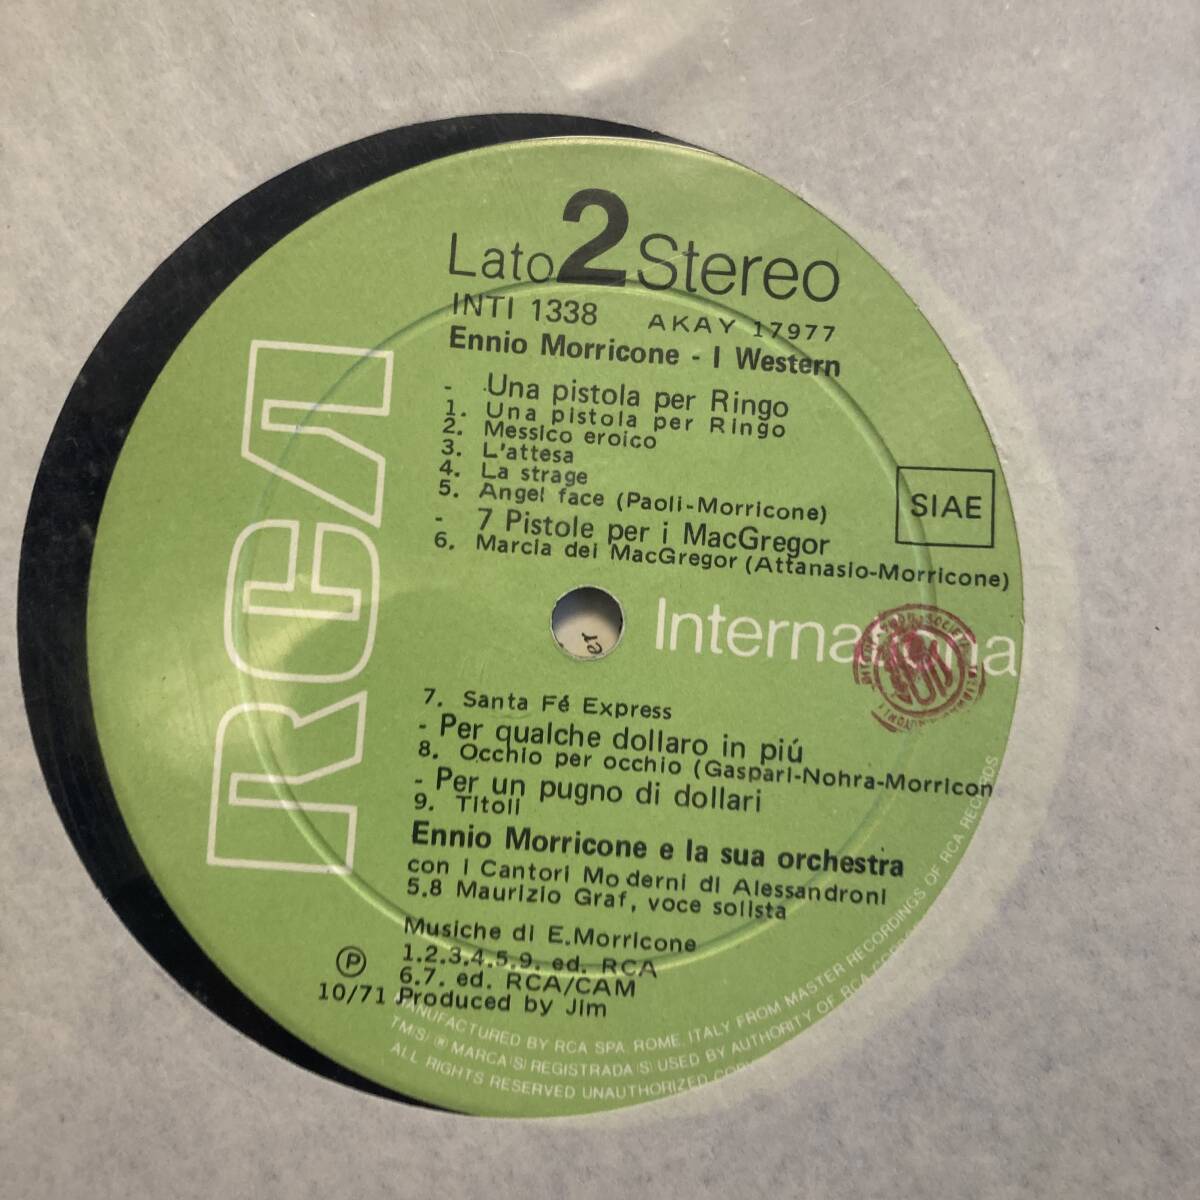 Lato 2 Stereo
INTI 1338 AKAY 17977
Ennio Morricone - I Western
- Una pistola per Ringo
1. Una pistola per Ringo
2. Messico eroico
3. L'attesa
4. La strage
5. Angel face (Paoli-Morricone)
- 7 Pistole per i MacGregor
6. Marcia dei MacGregor (Attanasio-Morricone)
SIAE
RCA
Interna
er
7. Santa Fé Express
- Per qualche dollaro in piú
8. Occhio per occhio (Gaspari-Nohra-Morricon
- Per un pugno di dollari
9. Titoli
Ennio Morricone e la sua orchestra
con i Cantori Moderni di Alessandroni
5.8 Maurizio Graf, voce solista
Musiche di E.Morricone
1.2.3.4.5.9. ed. RCA
6.7. ed. RCA/CAM
Ⓟ 10/71 Produced by Jim
MANUFACTURED BY RCA SPA, ROME, ITALY FROM MASTER RECORDINGS OF RCA RECORDS
TM(S) ® MARCA(S) REGISTRADA(S) USED BY AUTHORITY OF RCA
ALL RIGHTS RESERVED UNAUTHORIZED